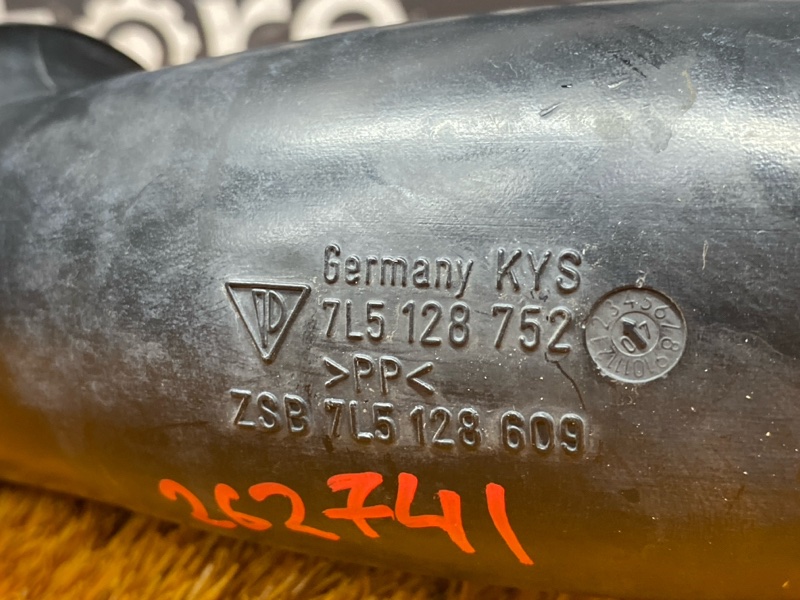 Germany KYS
7L5 128 752
>PP<
ZSB 7L5 128 609
262741